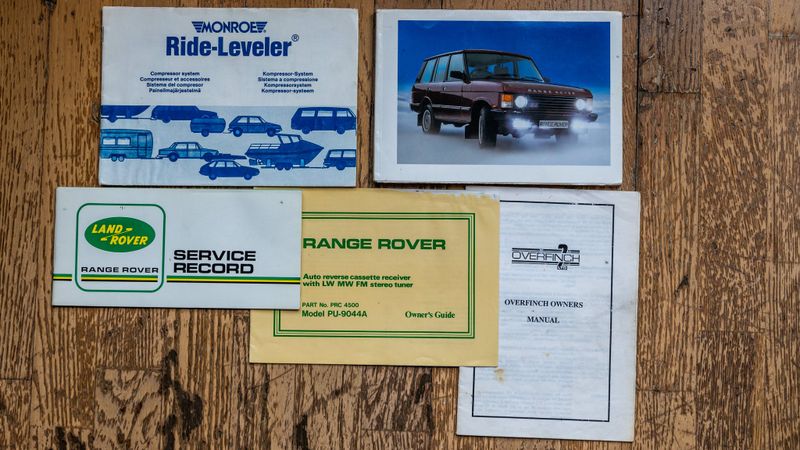 MONROE
Ride-Leveler®
Compressor system
Compresseur et accessoires
Sistema del compresor
Paineilmajärjestelmä
Kompressor-System
Sistema a compressione
Kompressorsystem
Kompressor-systeem
RANGE ROVER
LAND
ROVER
RANGE ROVER
SERVICE
RECORD
RANGE ROVER
Auto reverse cassette receiver
with LW MW FM stereo tuner
PART No. PRC 4500
Model PU-9044A
Owner's Guide
OVERFINCH
OVERFINCH OWNERS
MANUAL